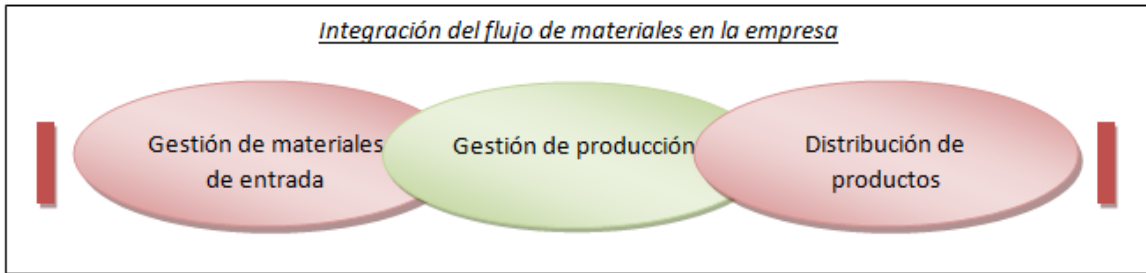 Integración del flujo de materiales en la empresa
Gestión de materiales
de entrada
Gestión de producción
Distribución de
productos